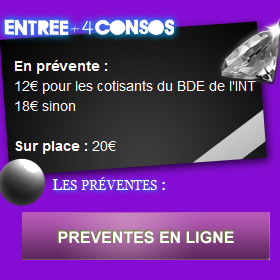 ENTREE+4CONSOS
En prévente :
12€ pour les cotisants du BDE de l'INT
18€ sinon
Sur place : 20€
LES PRÉVENTES :
PREVENTES EN LIGNE